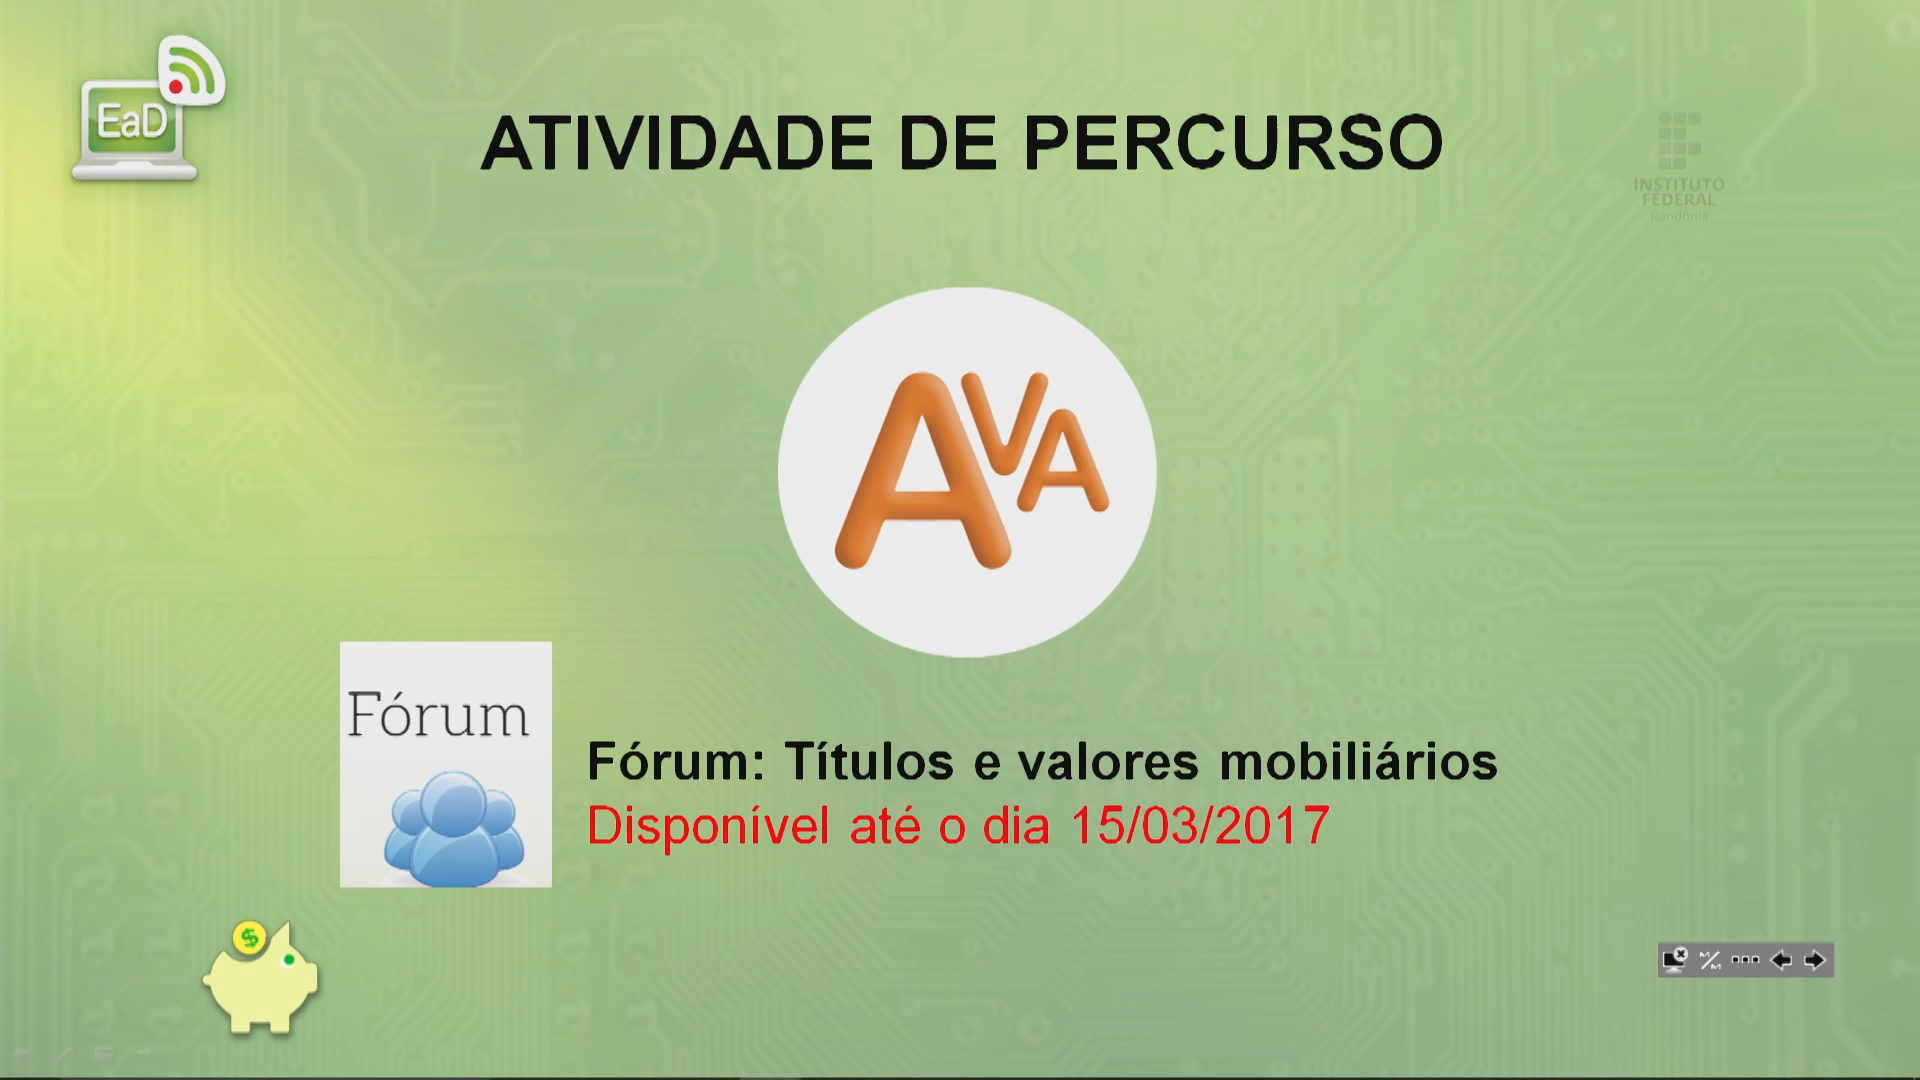 EaD
ATIVIDADE DE PERCURSO
INSTITUTO
FEDERAL
Rondônia
AVA
Fórum
Fórum: Títulos e valores mobiliários
Disponível até o dia 15/03/2017
$